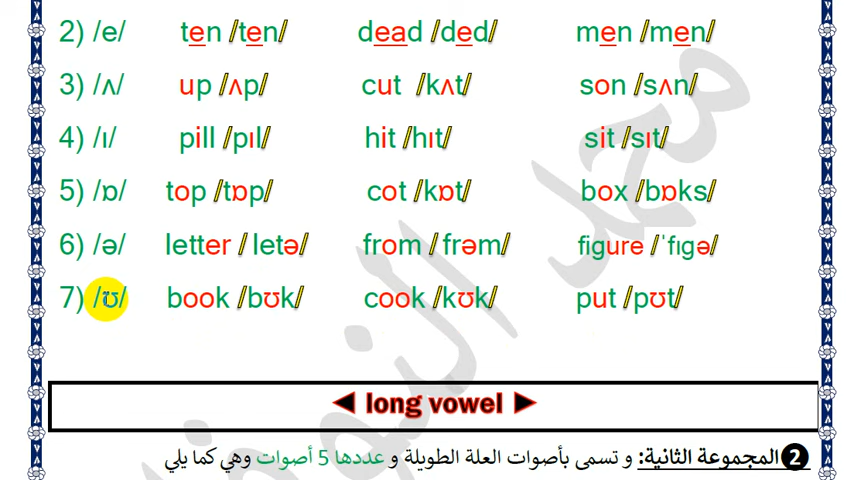 2) /e/ ten /ten/ dead /ded/ men /men/
3) /ʌ/ up /ʌp/ cut /kʌt/ son /sʌn/
4) /ɪ/ pill /pɪl/ hit /hɪt/ sit /sɪt/
5) /ɒ/ top /tɒp/ cot /kɒt/ box /bɒks/
6) /ə/ letter / letə/ from / frəm/ figure /ˈfɪgə/
7) /ʊ/ book /bʊk/ cook /kʊk/ put /pʊt/
◄ long vowel ►
2 المجموعة الثانية: و تسمى بأصوات العلة الطويلة و عددها 5 أصوات وهي كما يلي